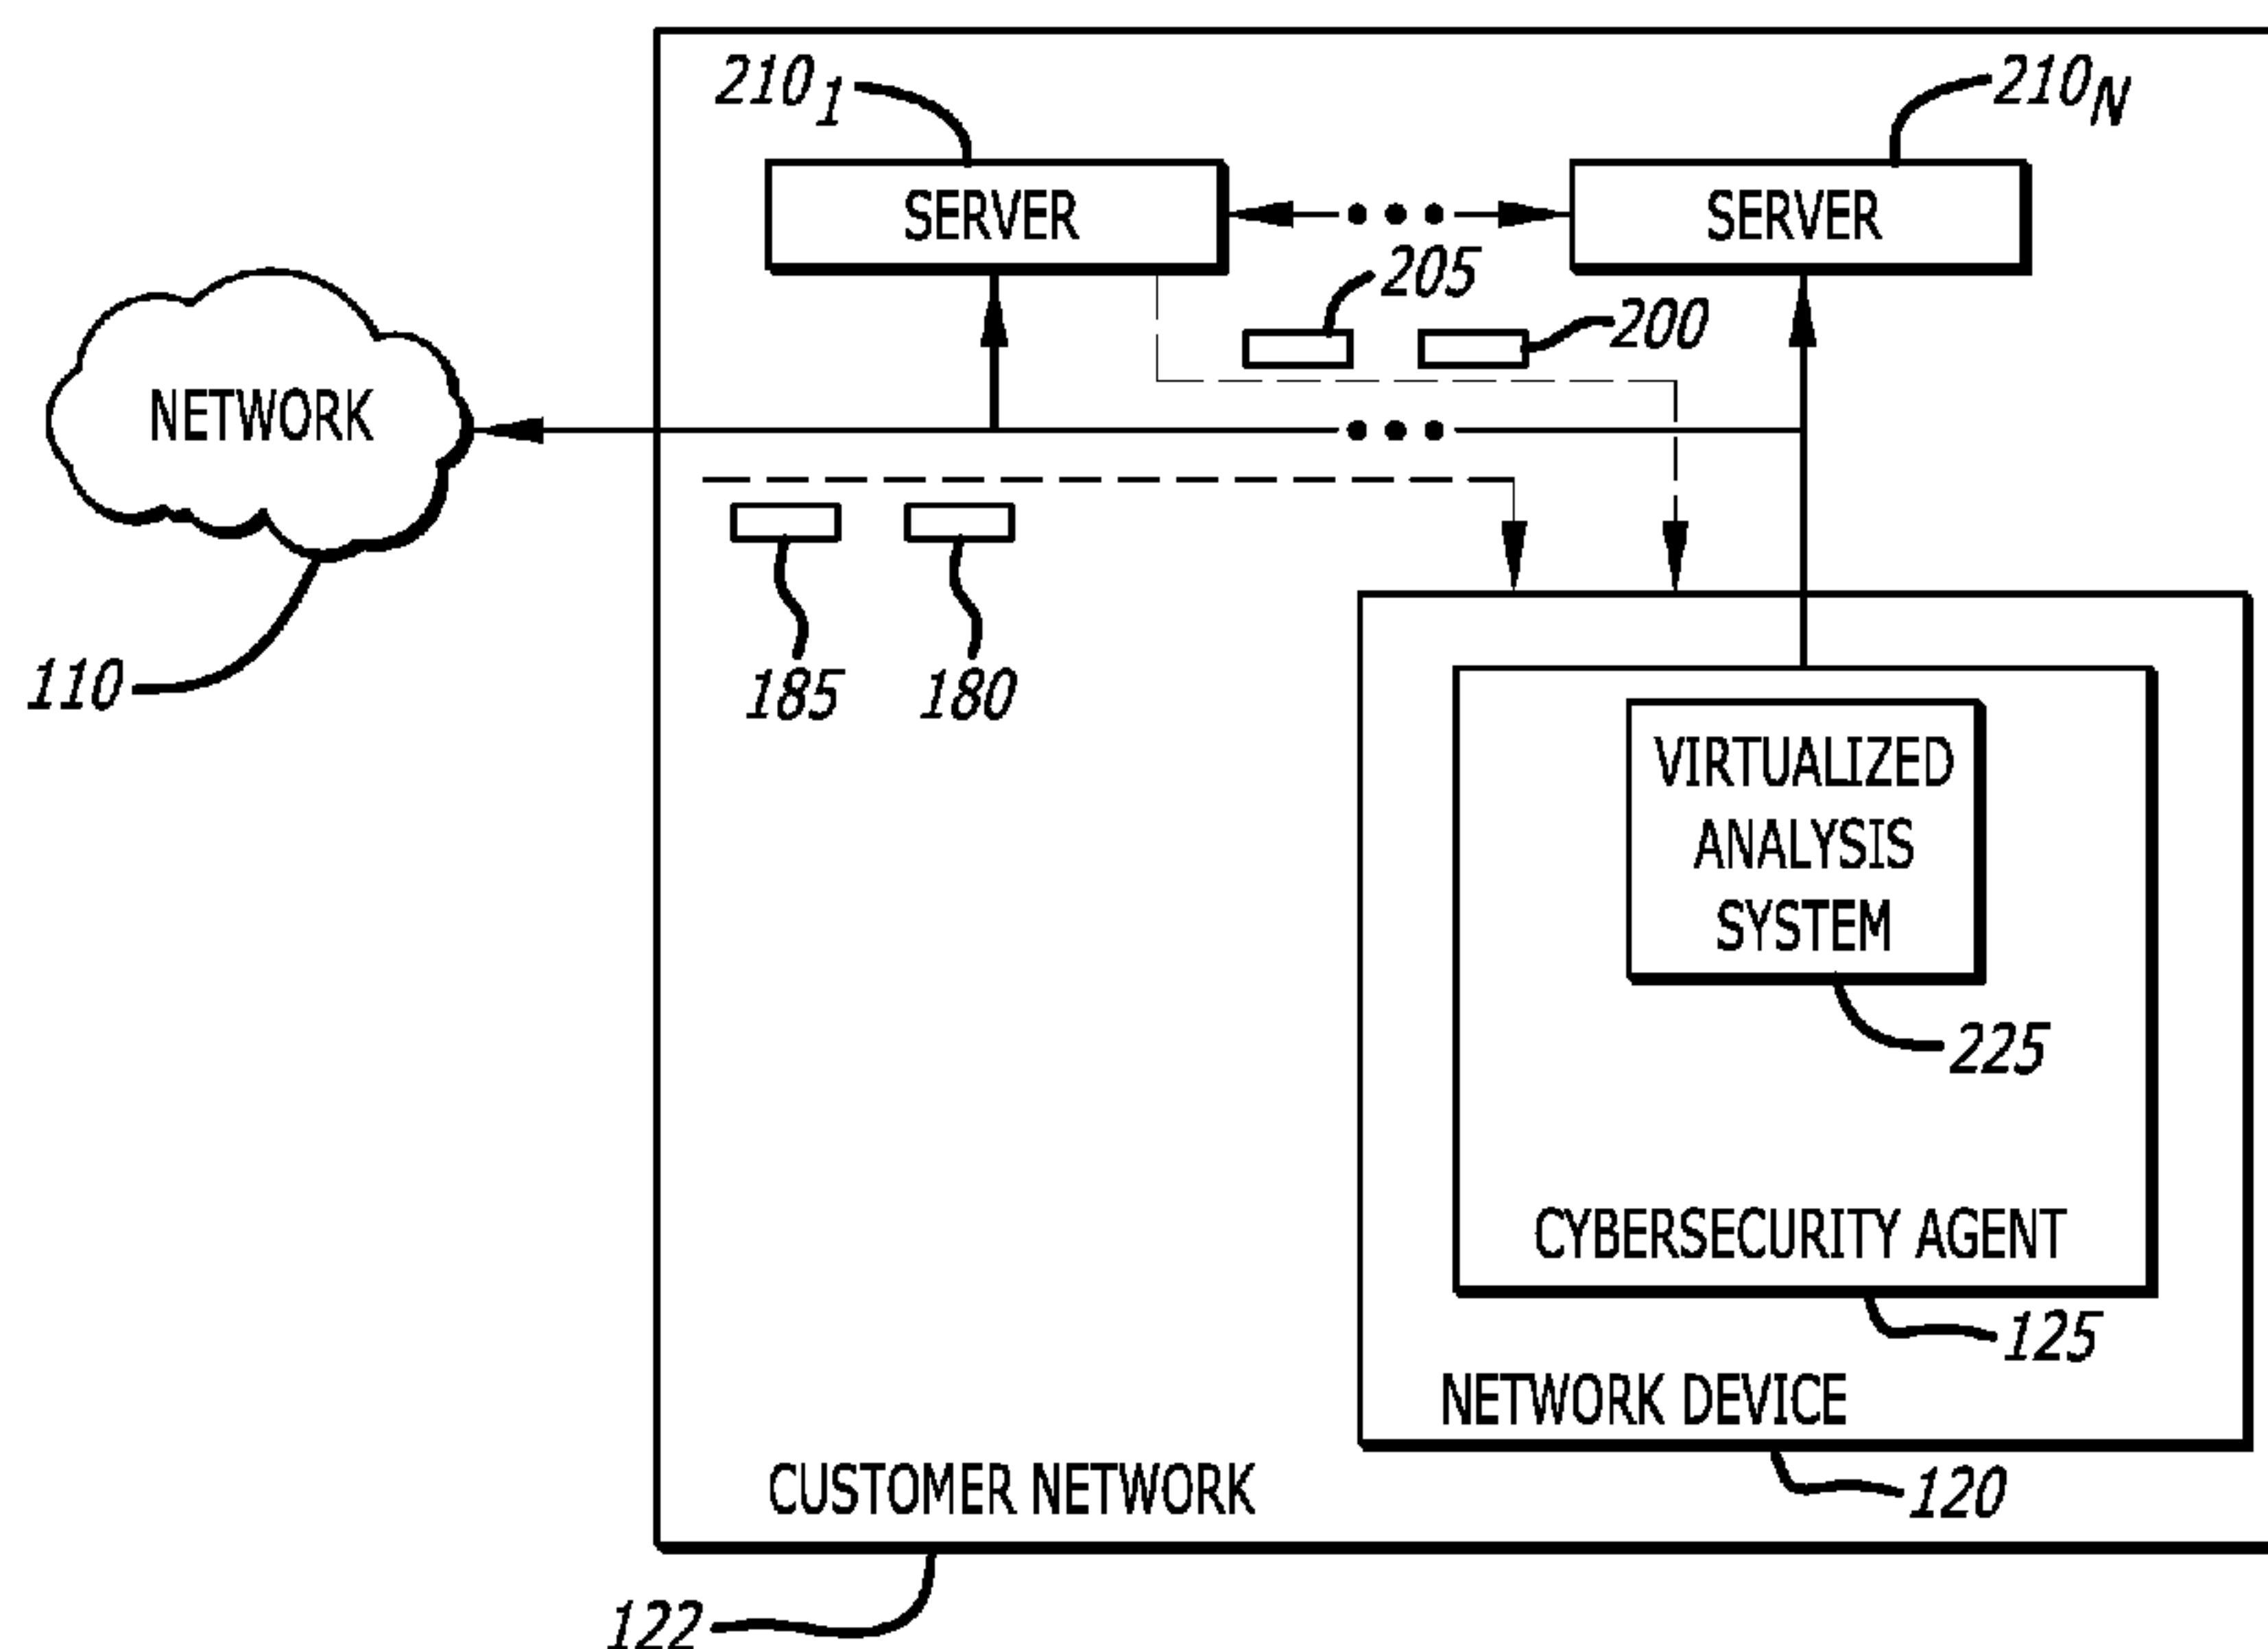 210₁
210N
SERVER
SERVER
205
200
NETWORK
110
185
180
VIRTUALIZED
ANALYSIS
SYSTEM
225
CYBERSECURITY AGENT
125
NETWORK DEVICE
120
CUSTOMER NETWORK
122